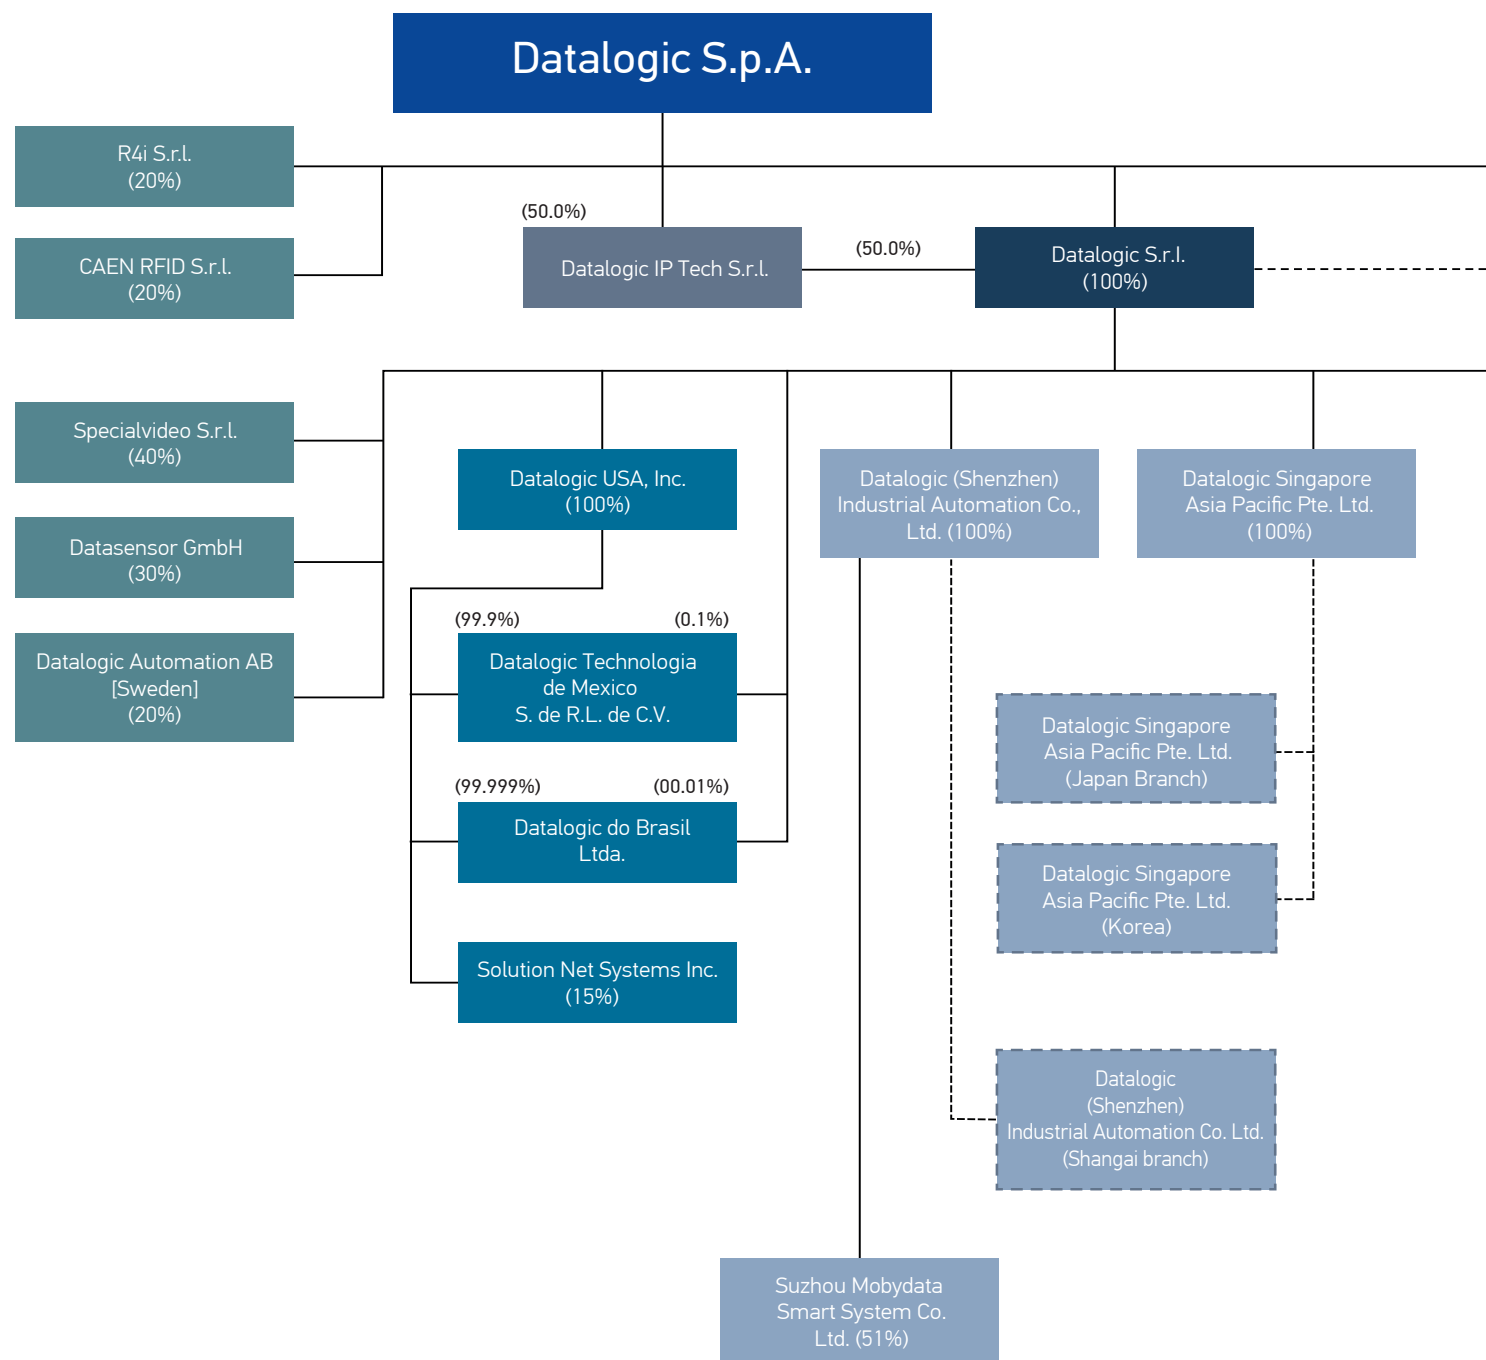 Datalogic S.p.A.
R4i S.r.l.
(20%)
CAEN RFID S.r.l.
(20%)
(50.0%)
Datalogic IP Tech S.r.l.
(50.0%)
Datalogic S.r.l.
(100%)
Specialvideo S.r.l.
(40%)
Datasensor GmbH
(30%)
Datalogic Automation AB
[Sweden]
(20%)
Datalogic USA, Inc.
(100%)
(99.9%)
(0.1%)
Datalogic Technologia
de Mexico
S. de R.L. de C.V.
(99.999%)
(00.01%)
Datalogic do Brasil
Ltda.
Solution Net Systems Inc.
(15%)
Datalogic (Shenzhen)
Industrial Automation Co.,
Ltd. (100%)
Datalogic Singapore
Asia Pacific Pte. Ltd.
(100%)
Datalogic Singapore
Asia Pacific Pte. Ltd.
(Japan Branch)
Datalogic Singapore
Asia Pacific Pte. Ltd.
(Korea)
Datalogic
(Shenzhen)
Industrial Automation Co. Ltd.
(Shangai branch)
Suzhou Mobydata
Smart System Co.
Ltd. (51%)